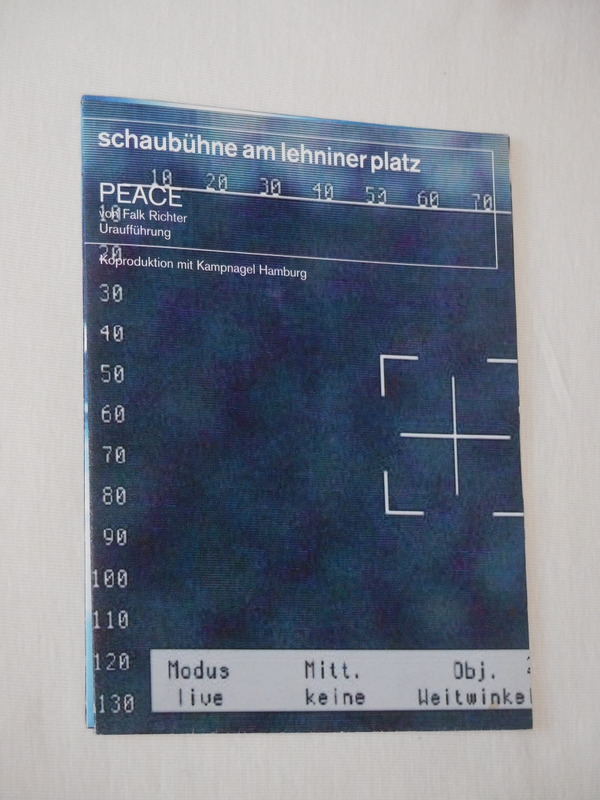 schaubühne am lehniner platz
10 20 30 40 50 60 70
PEACE
10
von Falk Richter
Uraufführung
20
Koproduktion mit Kampnagel Hamburg
30
40
50
60
70
80
90
100
110
120
130
Modus Mitt. Obj.
live keine Weitwinkel